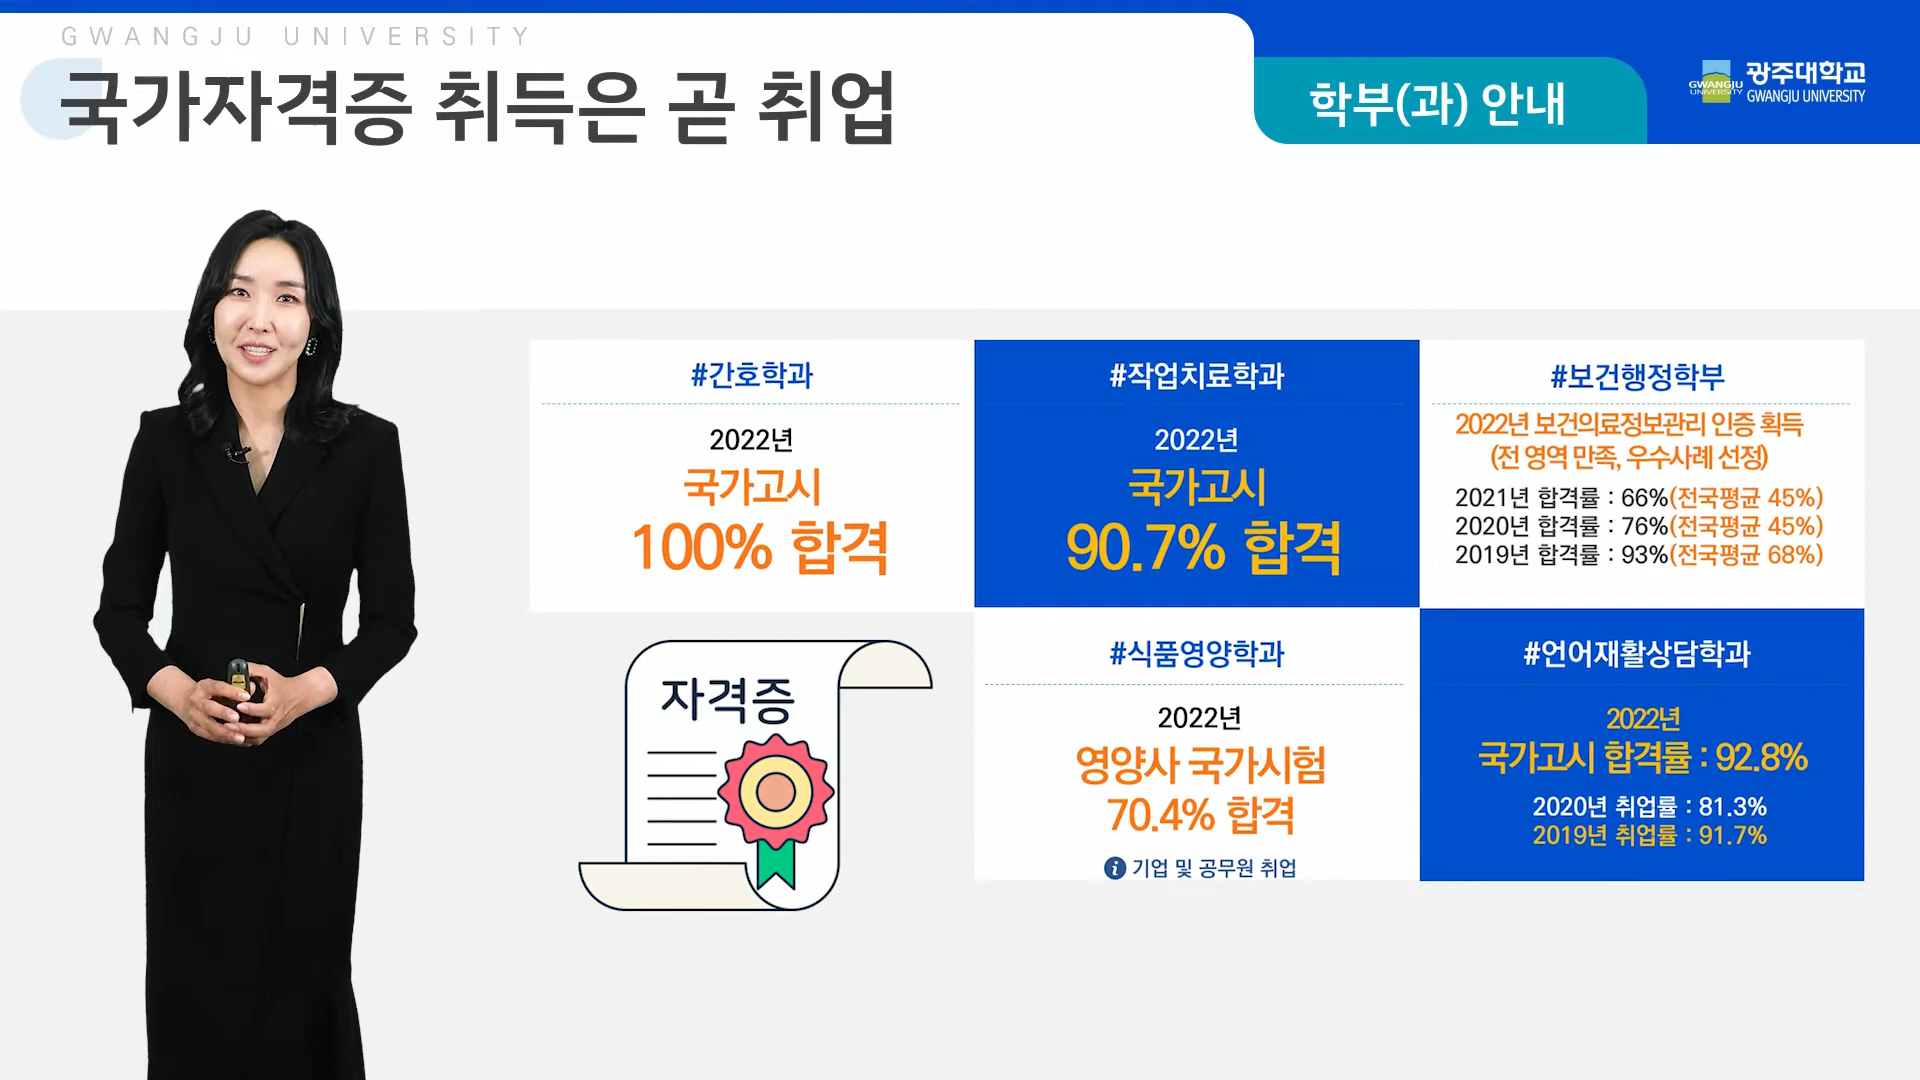 GWANGJU UNIVERSITY
국가자격증 취득은 곧 취업
학부(과) 안내
GWANGJU
UNIVERSITY
광주대학교
GWANGJU UNIVERSITY
#간호학과
2022년
국가고시
100% 합격
#작업치료학과
2022년
국가고시
90.7% 합격
#보건행정학부
2022년 보건의료정보관리 인증 획득
(전 영역 만족, 우수사례 선정)
2021년 합격률 : 66%(전국평균 45%)
2020년 합격률 : 76%(전국평균 45%)
2019년 합격률 : 93%(전국평균 68%)
자격증
#식품영양학과
2022년
영양사 국가시험
70.4% 합격
i 기업 및 공무원 취업
#언어재활상담학과
2022년
국가고시 합격률 : 92.8%
2020년 취업률 : 81.3%
2019년 취업률 : 91.7%